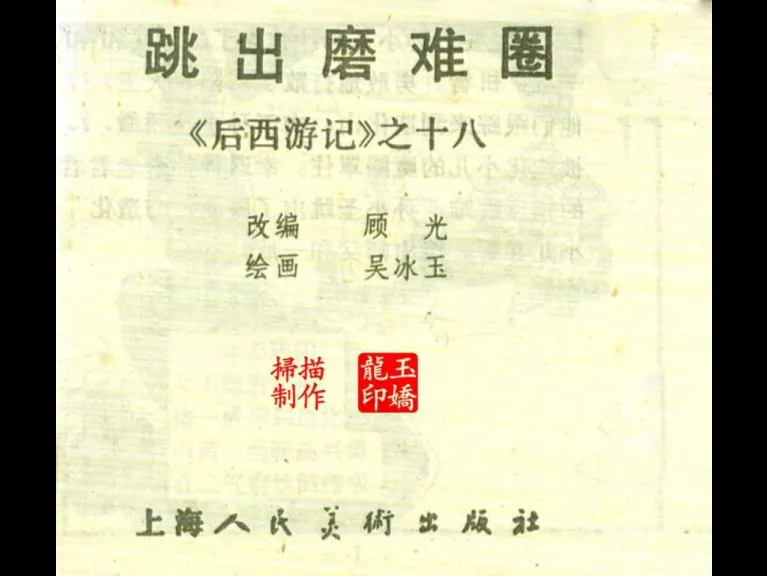 跳出磨难圈
《后西游记》之十八
改编 顾光
绘画 吴冰玉
掃描
制作
龍玉
印嬌
上海人民美術出版社